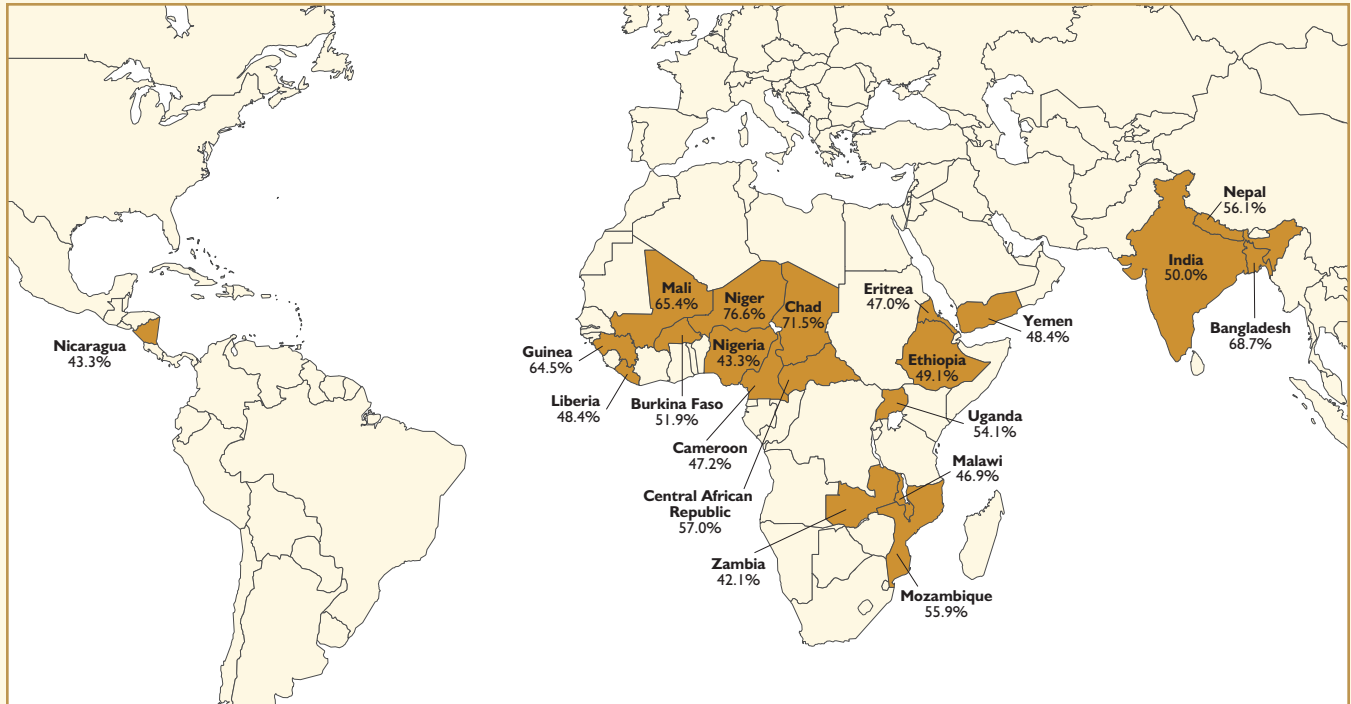 Nepal
56.1%
India
50.0%
Mali
65.4%
Niger
76.6%
Chad
71.5%
Eritrea
47.0%
Yemen
48.4%
Bangladesh
68.7%
Nicaragua
43.3%
Guinea
64.5%
Nigeria
43.3%
Ethiopia
49.1%
Liberia
48.4%
Burkina Faso
51.9%
Uganda
54.1%
Cameroon
47.2%
Malawi
46.9%
Central African
Republic
57.0%
Zambia
42.1%
Mozambique
55.9%